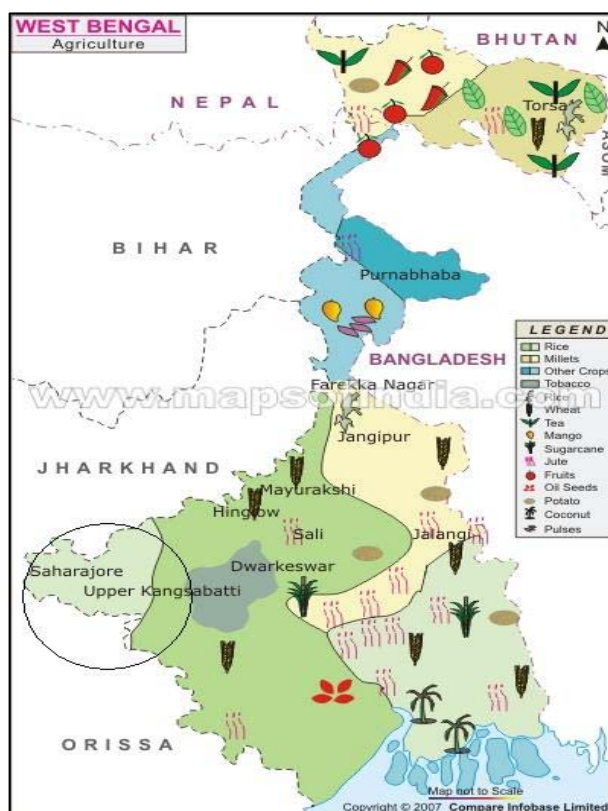 WEST BENGAL
Agriculture
BHUTAN
N
NEPAL
Torsa
ASOM
BIHAR
Purnabhaba
BANGLADESH
LEGEND
Rice
Millets
Other Crops
Tobacco
Rice
Wheat
Tea
Mango
Sugarcane
Jute
Fruits
Oil Seeds
Potato
Coconut
Pulses
Farekka Nagar
www.mapsofindia.com
Jangipur
JHARKHAND
Mayurakshi
Hinglow
Sali
Jalangi
Dwarkeswar
Saharajore
Upper Kangsabatti
ORISSA
Map not to Scale
Copyright © 2007 Compare Infobase Limited